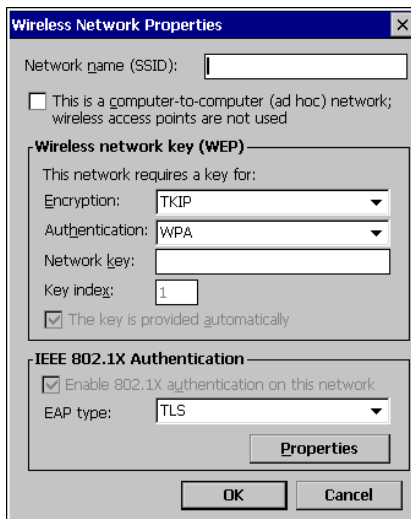 Wireless Network Properties
Network name (SSID):
This is a computer-to-computer (ad hoc) network;
wireless access points are not used
Wireless network key (WEP)
This network requires a key for:
Encryption: TKIP
Authentication: WPA
Network key:
Key index: 1
The key is provided automatically
IEEE 802.1X Authentication
Enable 802.1X authentication on this network
EAP type: TLS
Properties
OK Cancel